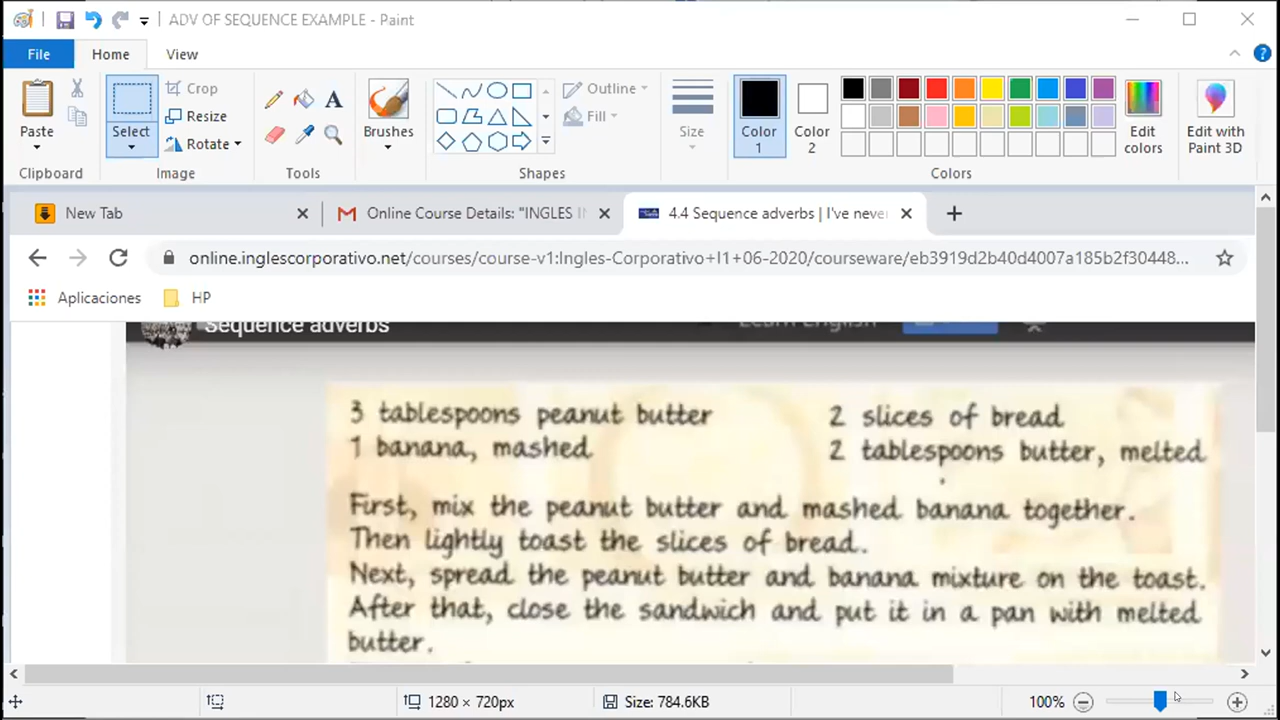 ADV OF SEQUENCE EXAMPLE - Paint
File Home View
Paste
Clipboard
Select
Crop
Resize
Rotate
Image
A
Tools
Brushes
Outline
Fill
Shapes
Size
Color 1
Color 2
Edit colors
Colors
Edit with Paint 3D
New Tab
Online Course Details: "INGLES I
4.4 Sequence adverbs | I've never
online.inglescorporativo.net/courses/course-v1:Ingles-Corporativo+I1+06-2020/courseware/eb3919d2b40d4007a185b2f30448...
Aplicaciones HP
Sequence adverbs
Learn English
3 tablespoons peanut butter 2 slices of bread
1 banana, mashed 2 tablespoons butter, melted
First, mix the peanut butter and mashed banana together.
Then lightly toast the slices of bread.
Next, spread the peanut butter and banana mixture on the toast.
After that, close the sandwich and put it in a pan with melted
butter.
1280 × 720px Size: 784.6KB 100%